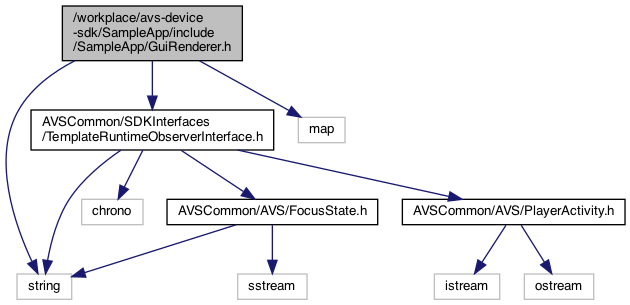 /workplace/avs-device
-sdk/SampleApp/include
/SampleApp/GuiRenderer.h
AVSCommon/SDKInterfaces
/TemplateRuntimeObserverInterface.h
map
chrono
AVSCommon/AVS/FocusState.h
AVSCommon/AVS/PlayerActivity.h
string
sstream
istream
ostream